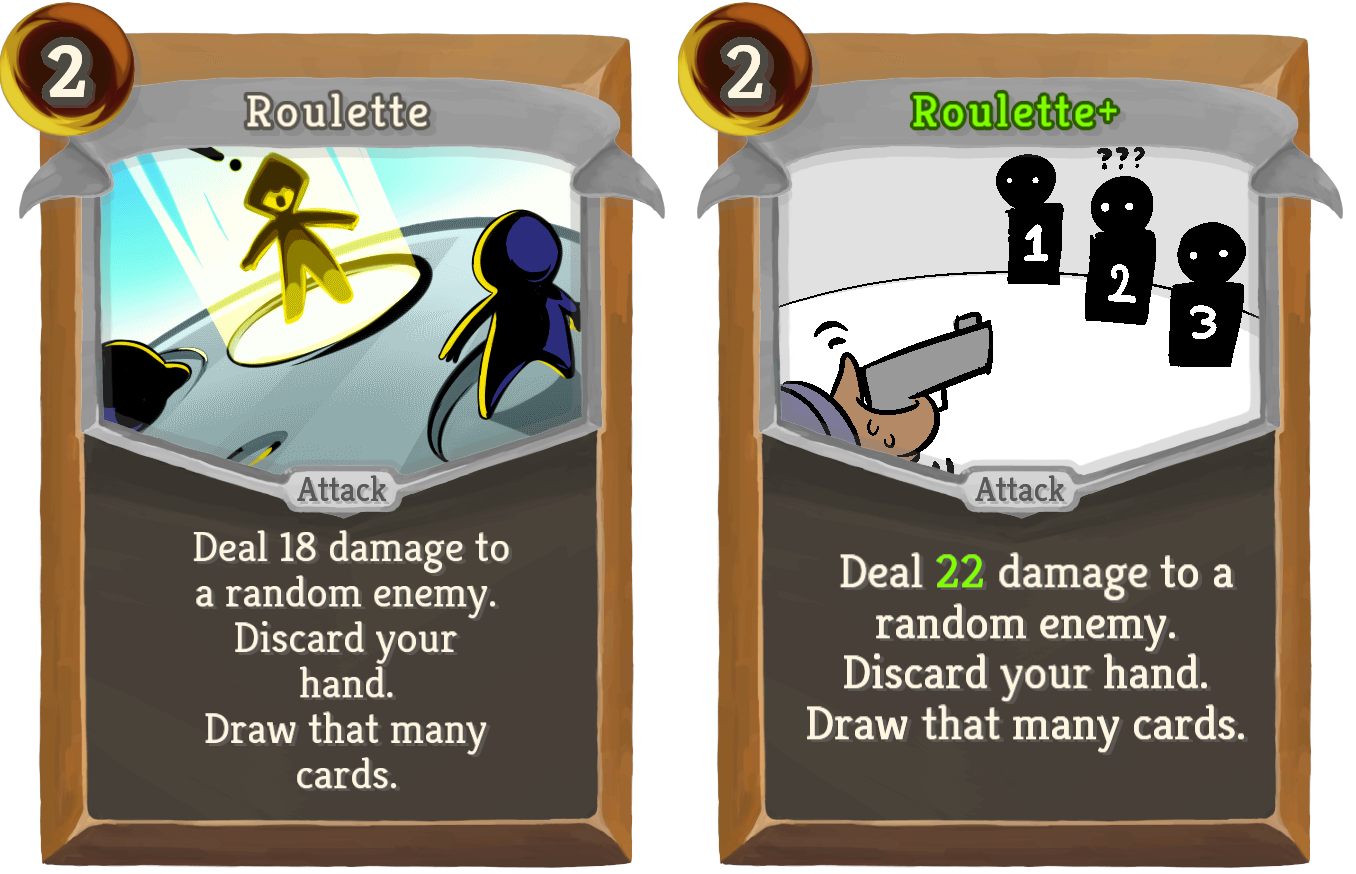 2
Roulette
Attack
Deal 18 damage to
a random enemy.
Discard your
hand.
Draw that many
cards.
2
Roulette+
???
1
2
3
Attack
Deal 22 damage to a
random enemy.
Discard your hand.
Draw that many cards.